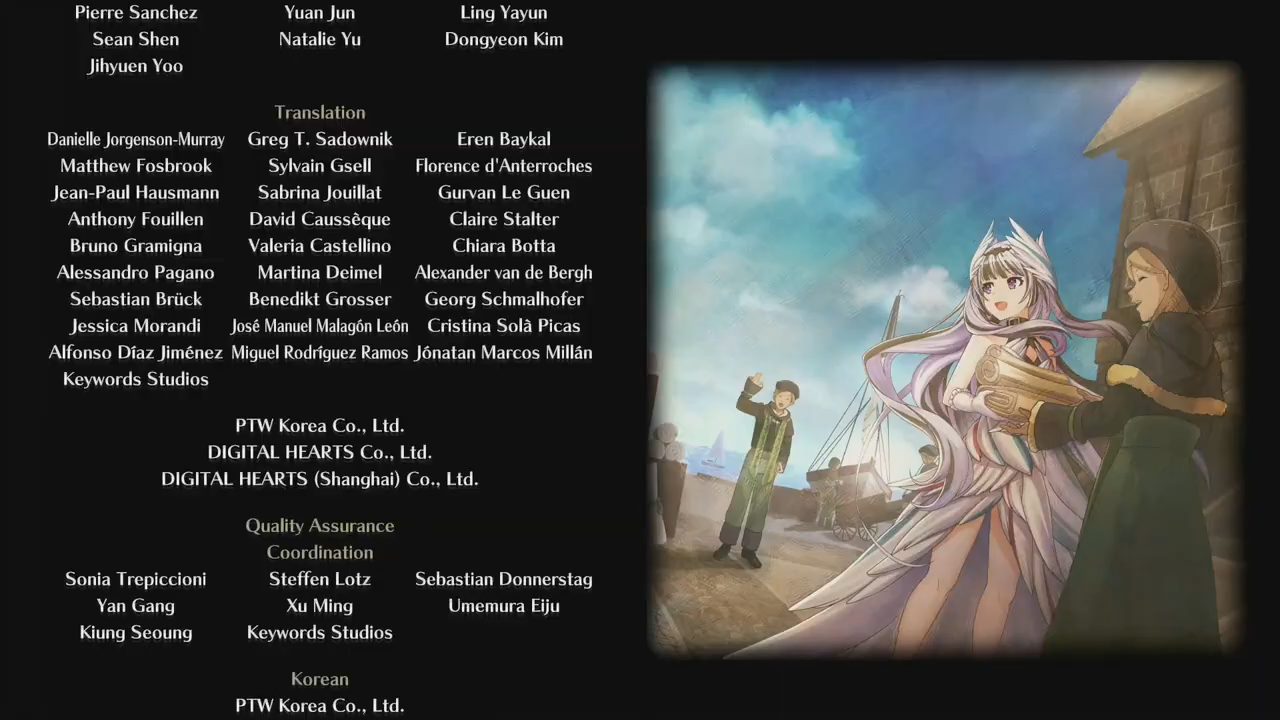 Pierre Sanchez Yuan Jun Ling Yayun
Sean Shen Natalie Yu Dongyeon Kim
Jihyuen Yoo
Translation
Danielle Jorgenson-Murray Greg T. Sadownik Eren Baykal
Matthew Fosbrook Sylvain Gsell Florence d'Anterroches
Jean-Paul Hausmann Sabrina Jouillat Gurvan Le Guen
Anthony Fouillen David Caussèque Claire Stalter
Bruno Gramigna Valeria Castellino Chiara Botta
Alessandro Pagano Martina Deimel Alexander van de Bergh
Sebastian Brück Benedikt Grosser Georg Schmalhofer
Jessica Morandi José Manuel Malagón León Cristina Solà Picas
Alfonso Díaz Jiménez Miguel Rodríguez Ramos Jónatan Marcos Millán
Keywords Studios
PTW Korea Co., Ltd.
DIGITAL HEARTS Co., Ltd.
DIGITAL HEARTS (Shanghai) Co., Ltd.
Quality Assurance
Coordination
Sonia Trepiccioni Steffen Lotz Sebastian Donnerstag
Yan Gang Xu Ming Umemura Eiju
Kiung Seoung Keywords Studios
Korean
PTW Korea Co., Ltd.